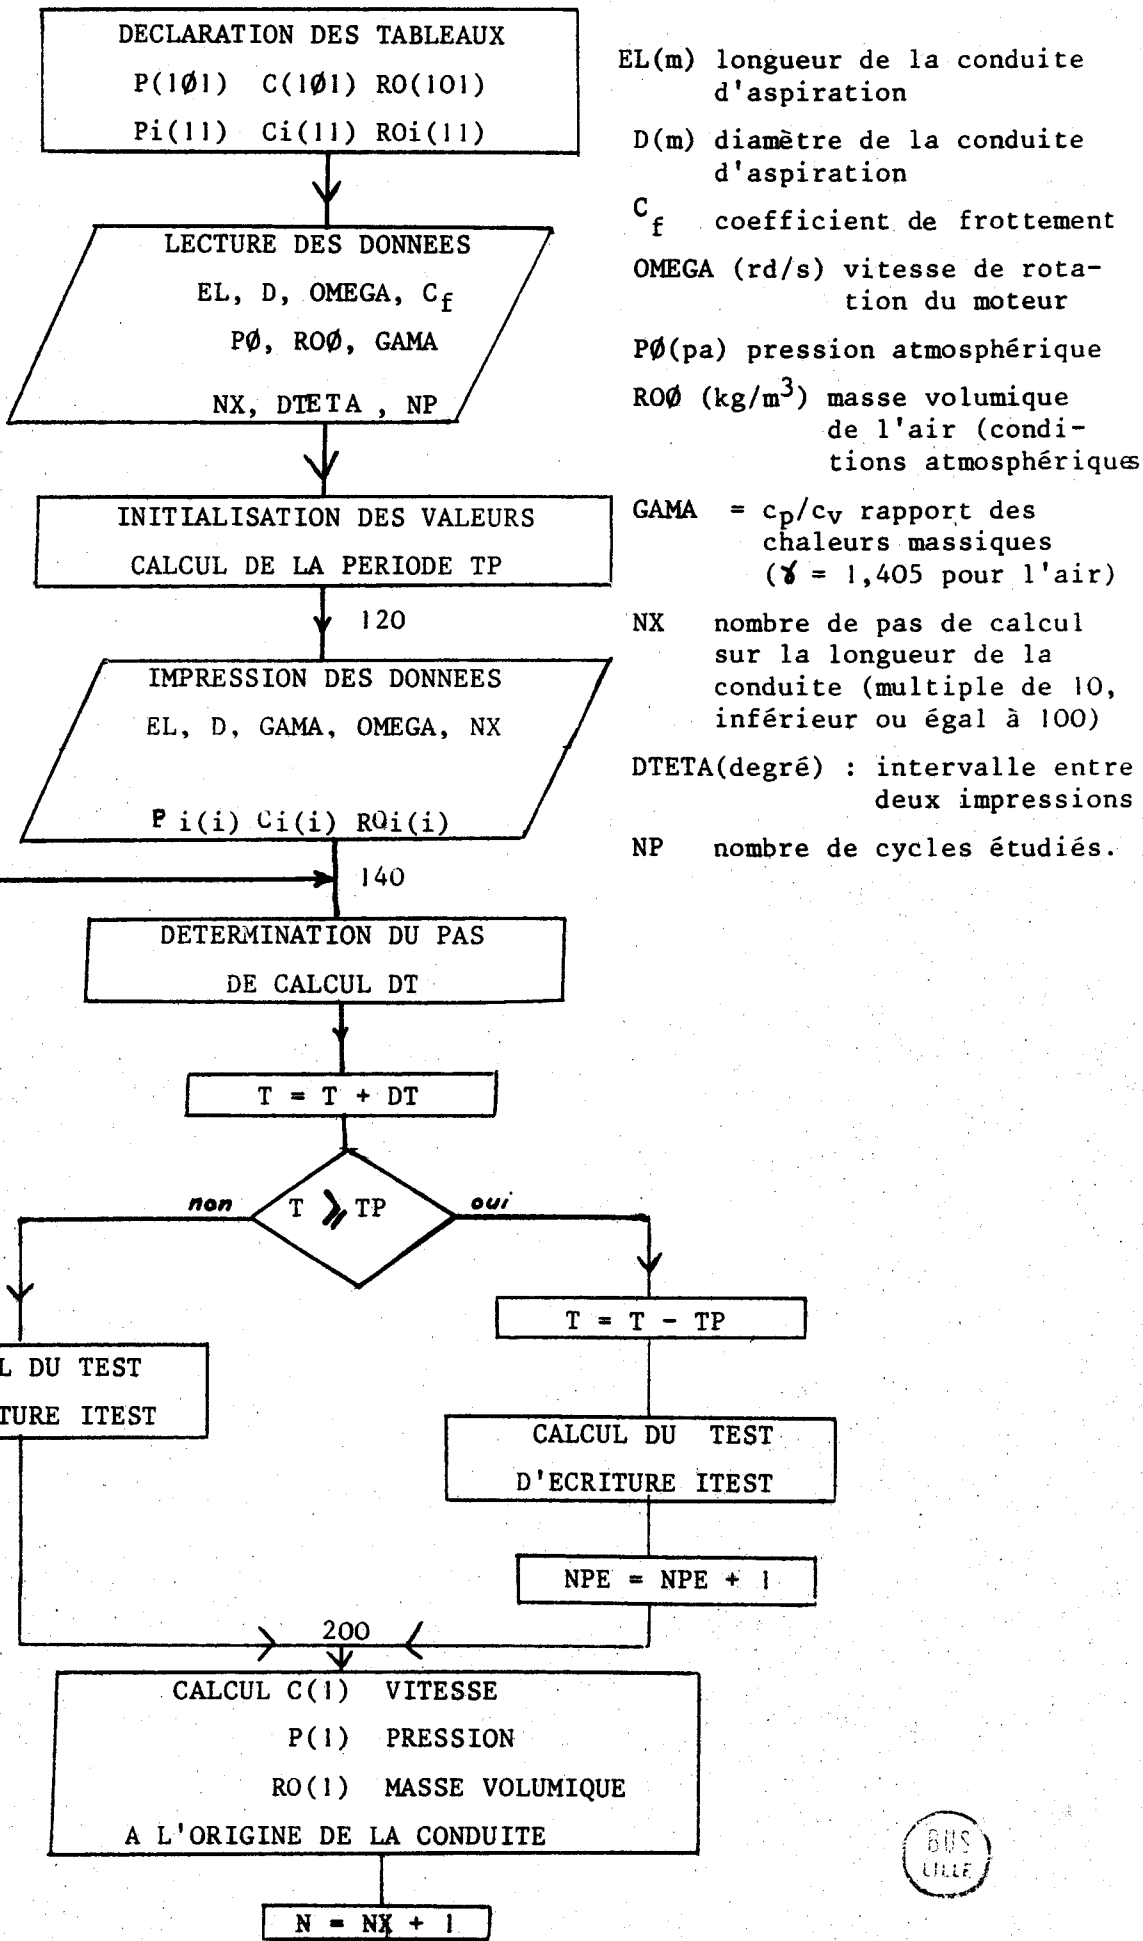 DECLARATION DES TABLEAUX
P(1Ø1) C(1Ø1) RO(101)
Pi(11) Ci(11) ROi(11)
LECTURE DES DONNEES
EL, D, OMEGA, Cf
PØ, ROØ, GAMA
NX, DTETA , NP
INITIALISATION DES VALEURS
CALCUL DE LA PERIODE TP
120
IMPRESSION DES DONNEES
EL, D, GAMA, OMEGA, NX
P i(i) Ci(i) ROi(i)
140
DETERMINATION DU PAS
DE CALCUL DT
T = T + DT
non
T ⩾ TP
oui
L DU TEST
TURE ITEST
T = T - TP
CALCUL DU TEST
D'ECRITURE ITEST
NPE = NPE + 1
200
CALCUL C(1) VITESSE
P(1) PRESSION
RO(1) MASSE VOLUMIQUE
A L'ORIGINE DE LA CONDUITE
N = NX + 1
EL(m) longueur de la conduite
d'aspiration
D(m) diamètre de la conduite
d'aspiration
Cf coefficient de frottement
OMEGA (rd/s) vitesse de rota-
tion du moteur
PØ(pa) pression atmosphérique
ROØ (kg/m³) masse volumique
de l'air (condi-
tions atmosphériques
GAMA = cp/cv rapport des
chaleurs massiques
(γ = 1,405 pour l'air)
NX nombre de pas de calcul
sur la longueur de la
conduite (multiple de 10,
inférieur ou égal à 100)
DTETA(degré) : intervalle entre
deux impressions
NP nombre de cycles étudiés.
BUS
LILLE